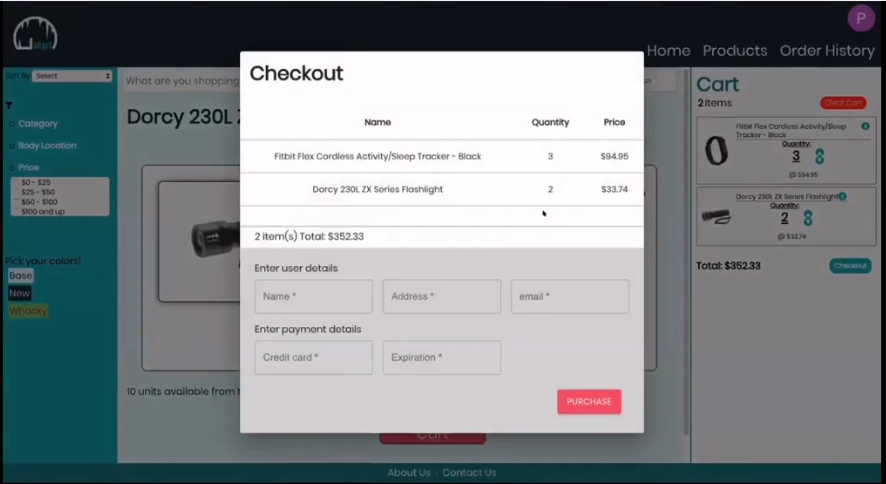 P
Home Products Order History
Sort By Select
What are you shopping
Cart
2 Items Clear Cart
Category
Body Location
Price
$0 - $25
$25 - $50
$50 - $100
$100 and up
Pick your colors!
Base
New
Whacky
Dorcy 230L
10 units available from
Checkout
Name Quantity Price
Fitbit Flex Cordless Activity/Sleep Tracker - Black 3 $94.95
Dorcy 230L ZX Series Flashlight 2 $33.74
2 item(s) Total: $352.33
Enter user details
Name * Address * email *
Enter payment details
Credit card * Expiration *
PURCHASE
Cart
Fitbit Flex Cordless Activity/Sleep
Tracker - Black
Quantity:
3
@ $94.95
Dorcy 230L ZX Series Flashlight
Quantity:
2
@ $33.74
Total: $352.33 Checkout
About Us Contact Us